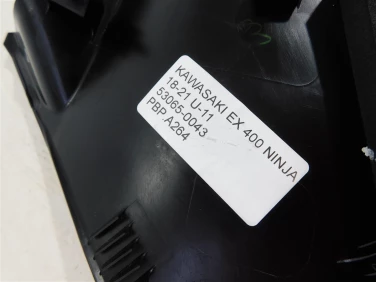 KAWASAKI EX 400 NINJA
18-21 U-11
53065-0043
PBP A264